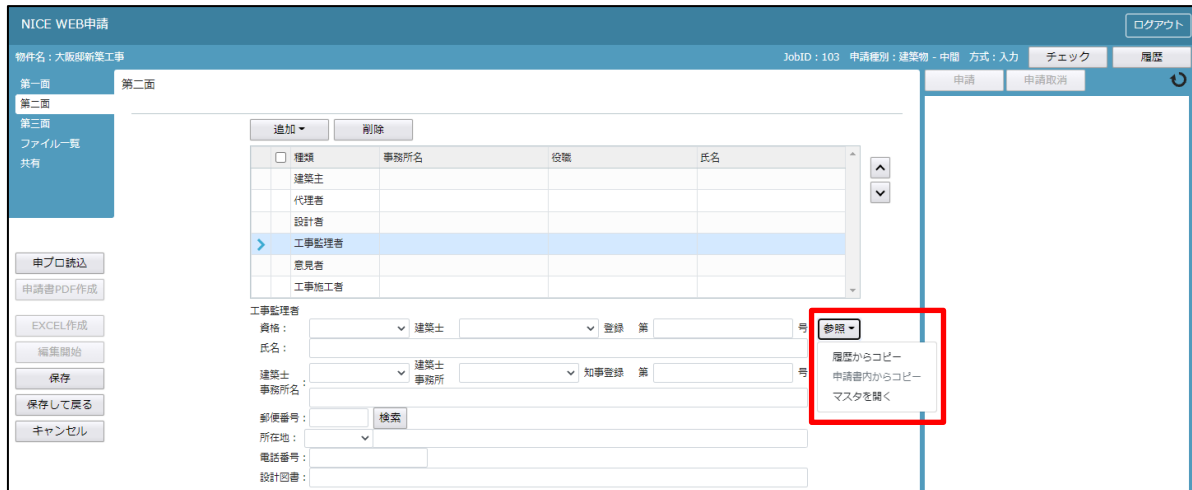 NICE WEB申請 ログアウト
物件名：大阪邸新築工事 JobID：103 申請種別：建築物 - 中間 方式：入力 チェック 履歴
第一面
第二面
第三面
ファイル一覧
共有
第二面
申請 申請取消
追加 削除
種類 事務所名 役職 氏名
建築主
代理者
設計者
工事監理者
意見者
工事施工者
申プロ読込
申請書PDF作成
EXCEL作成
編集開始
保存
保存して戻る
キャンセル
工事監理者
資格： 建築士 登録 第 号 参照
氏名：
建築士事務所名： 建築士事務所 知事登録 第 号
郵便番号： 検索
所在地：
電話番号：
設計図書：
履歴からコピー
申請書内からコピー
マスタを開く